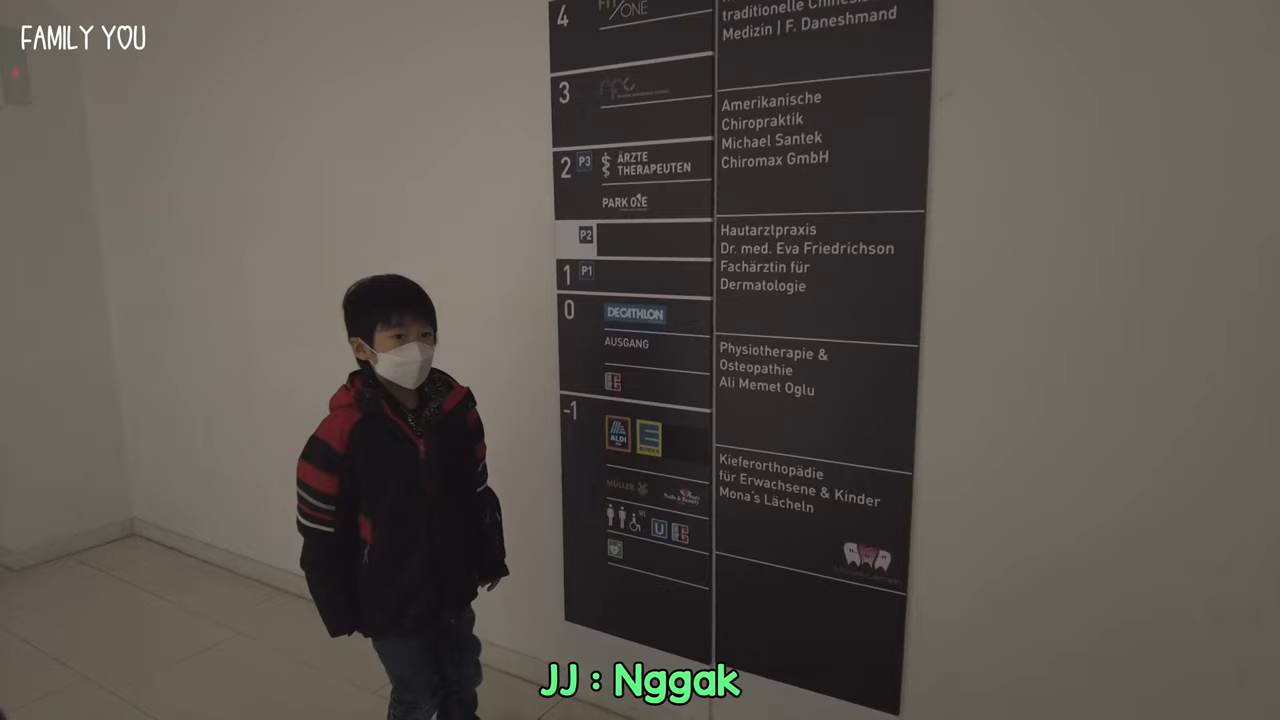 FAMILY YOU
4
FIT/ONE
3
2 P3 ÄRZTE
THERAPEUTEN
PARK ONE
P2
1 P1
0 DECATHLON
AUSGANG
-1
ALDI
MÜLLER
WC
U
traditionelle
Medizin | F. Daneshmand
Amerikanische
Chiropraktik
Michael Santek
Chiromax GmbH
Hautarztpraxis
Dr. med. Eva Friedrichson
Fachärztin für
Dermatologie
Physiotherapie &
Osteopathie
Ali Memet Oglu
Kieferorthopädie
für Erwachsene & Kinder
Mona's Lächeln
JJ : Nggak